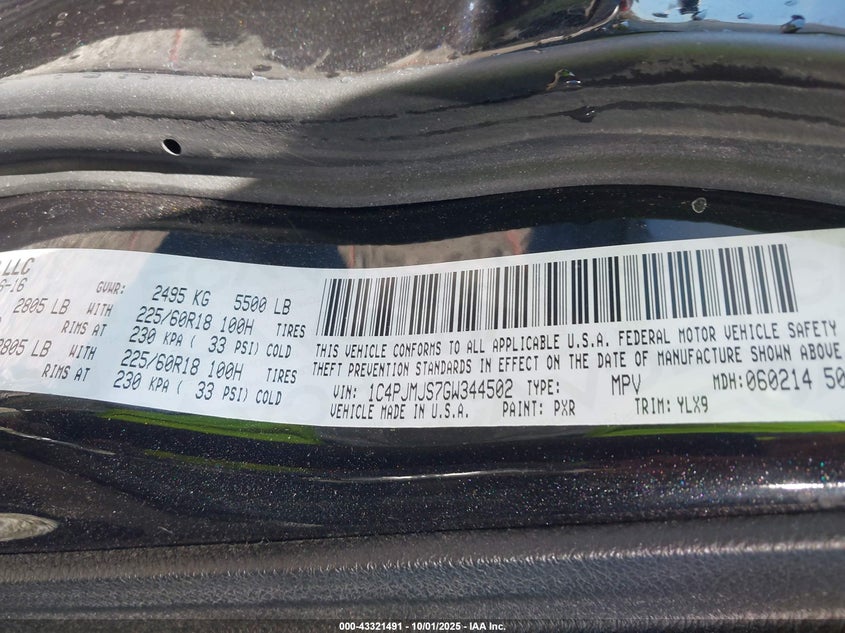 LLC
-16
GVWR: 2495 KG 5500 LB
2805 LB WITH 225/60R18 100H TIRES
RIMS AT 230 KPA ( 33 PSI) COLD
2805 LB WITH 225/60R18 100H TIRES
RIMS AT 230 KPA ( 33 PSI) COLD
THIS VEHICLE CONFORMS TO ALL APPLICABLE U.S.A. FEDERAL MOTOR VEHICLE SAFETY
THEFT PREVENTION STANDARDS IN EFFECT ON THE DATE OF MANUFACTURE SHOWN ABOVE.
VIN: 1C4PJMJS7GW344502 TYPE: MPV MDH:060214 50
VEHICLE MADE IN U.S.A. PAINT: PXR TRIM: YLX9
000-43321491 - 10/01/2025 - IAA Inc.